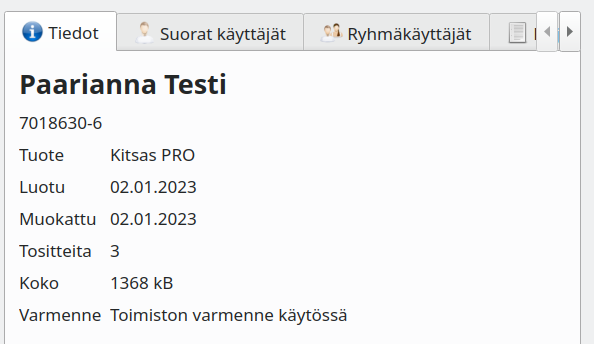 Tiedot Suorat käyttäjät Ryhmäkäyttäjät
Paarianna Testi
7018630-6
Tuote Kitsas PRO
Luotu 02.01.2023
Muokattu 02.01.2023
Tositteita 3
Koko 1368 kB
Varmenne Toimiston varmenne käytössä